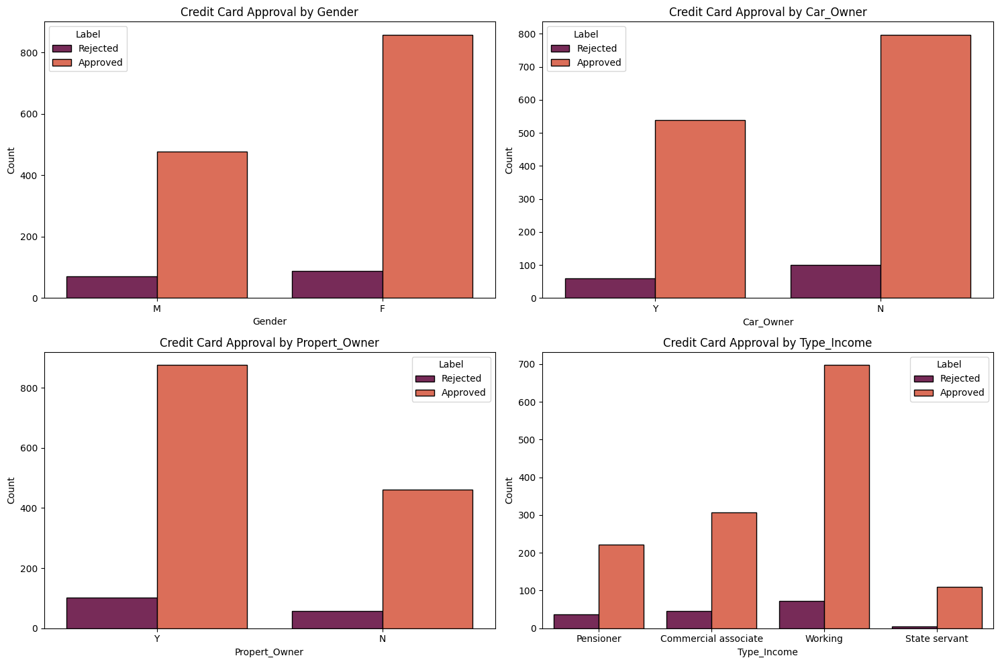 Credit Card Approval by Gender
Label
Rejected
Approved
800
600
400
200
0
Count
M
F
Gender
Credit Card Approval by Car_Owner
Label
Rejected
Approved
800
700
600
500
400
300
200
100
0
Count
Y
N
Car_Owner
Credit Card Approval by Propert_Owner
Label
Rejected
Approved
800
600
400
200
0
Count
Y
N
Propert_Owner
Credit Card Approval by Type_Income
Label
Rejected
Approved
700
600
500
400
300
200
100
0
Count
Pensioner
Commercial associate
Working
State servant
Type_Income